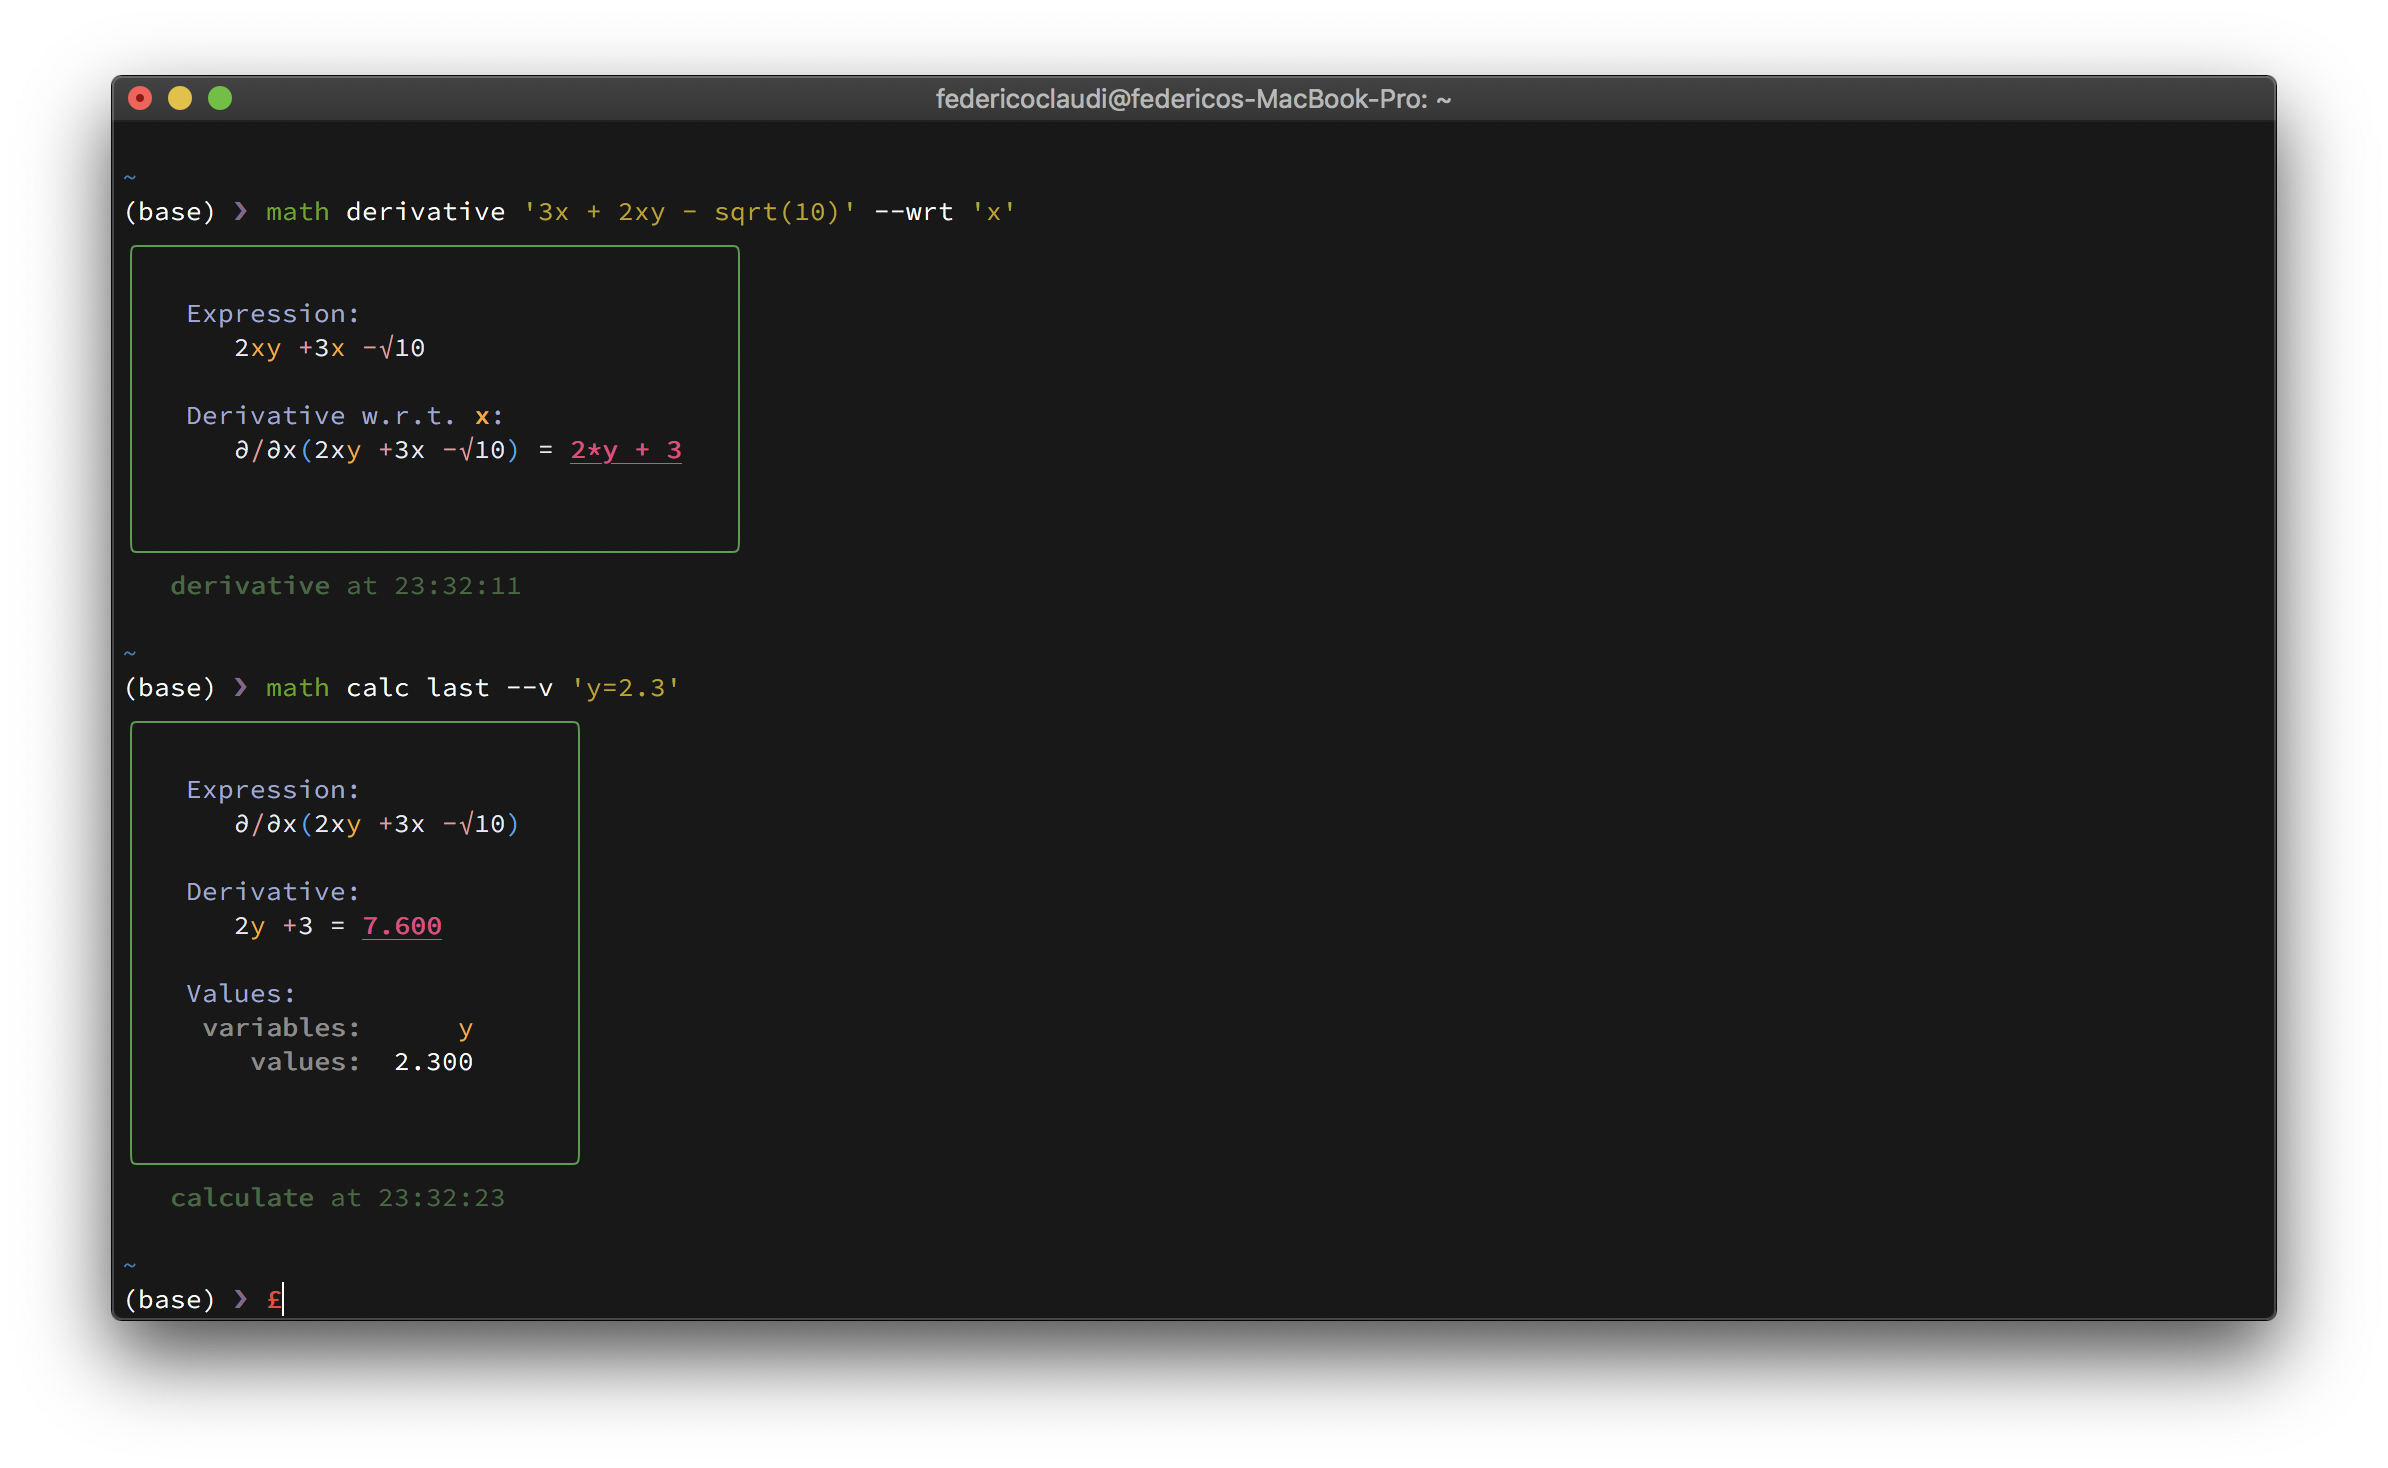 federicoclaudi@federicos-MacBook-Pro: ~
~
(base) ❯ math derivative '3x + 2xy - sqrt(10)' --wrt 'x'
Expression:
2xy +3x -√10
Derivative w.r.t. x:
∂/∂x(2xy +3x -√10) = 2*y + 3
derivative at 23:32:11
~
(base) ❯ math calc last --v 'y=2.3'
Expression:
∂/∂x(2xy +3x -√10)
Derivative:
2y +3 = 7.600
Values:
variables: y
values: 2.300
calculate at 23:32:23
~
(base) ❯ £